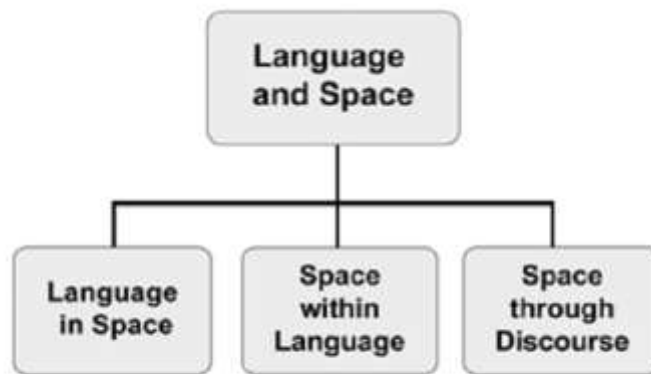 Language
and Space
Language
in Space
Space
within
Language
Space
through
Discourse